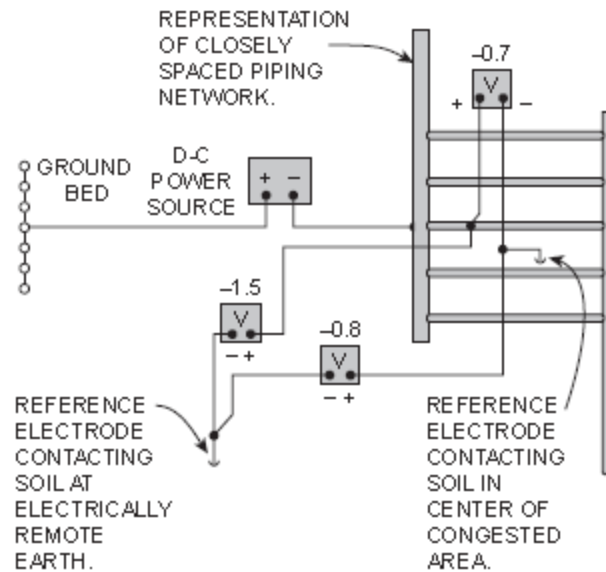 REPRESENTATION
OF CLOSELY
SPACED PIPING
NETWORK.
–0.7
V
+ –
GROUND
BED
D-C
POWER
SOURCE
+ –
–1.5
V
– +
–0.8
V
– +
REFERENCE
ELECTRODE
CONTACTING
SOIL AT
ELECTRICALLY
REMOTE
EARTH.
REFERENCE
ELECTRODE
CONTACTING
SOIL IN
CENTER OF
CONGESTED
AREA.